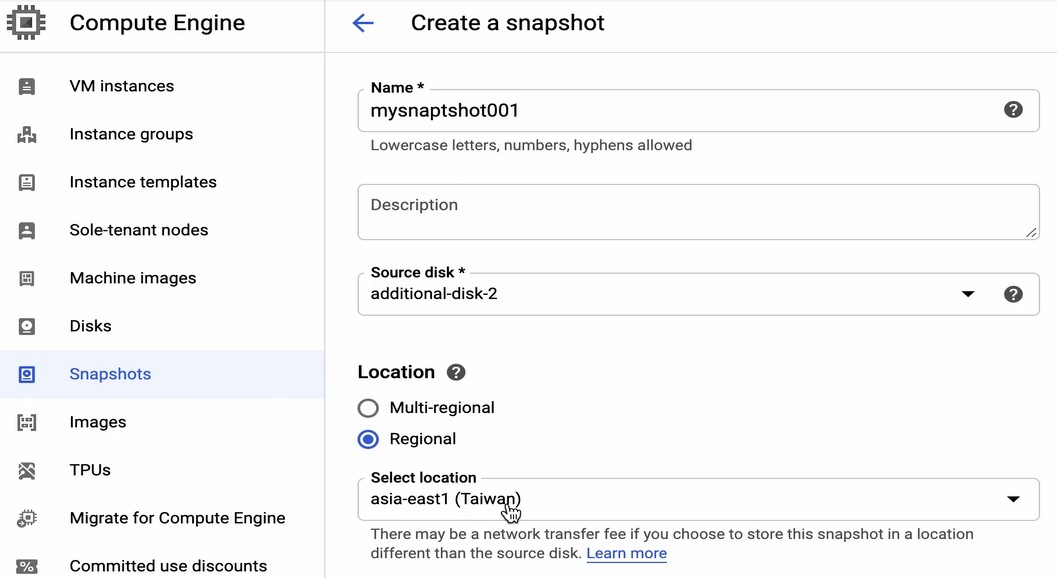 Compute Engine
Create a snapshot
VM instances
Instance groups
Instance templates
Sole-tenant nodes
Machine images
Disks
Snapshots
Images
TPUs
Migrate for Compute Engine
Committed use discounts
Name *
mysnaptshot001
Lowercase letters, numbers, hyphens allowed
Description
Source disk *
additional-disk-2
Location
Multi-regional
Regional
Select location
asia-east1 (Taiwan)
There may be a network transfer fee if you choose to store this snapshot in a location
different than the source disk. Learn more